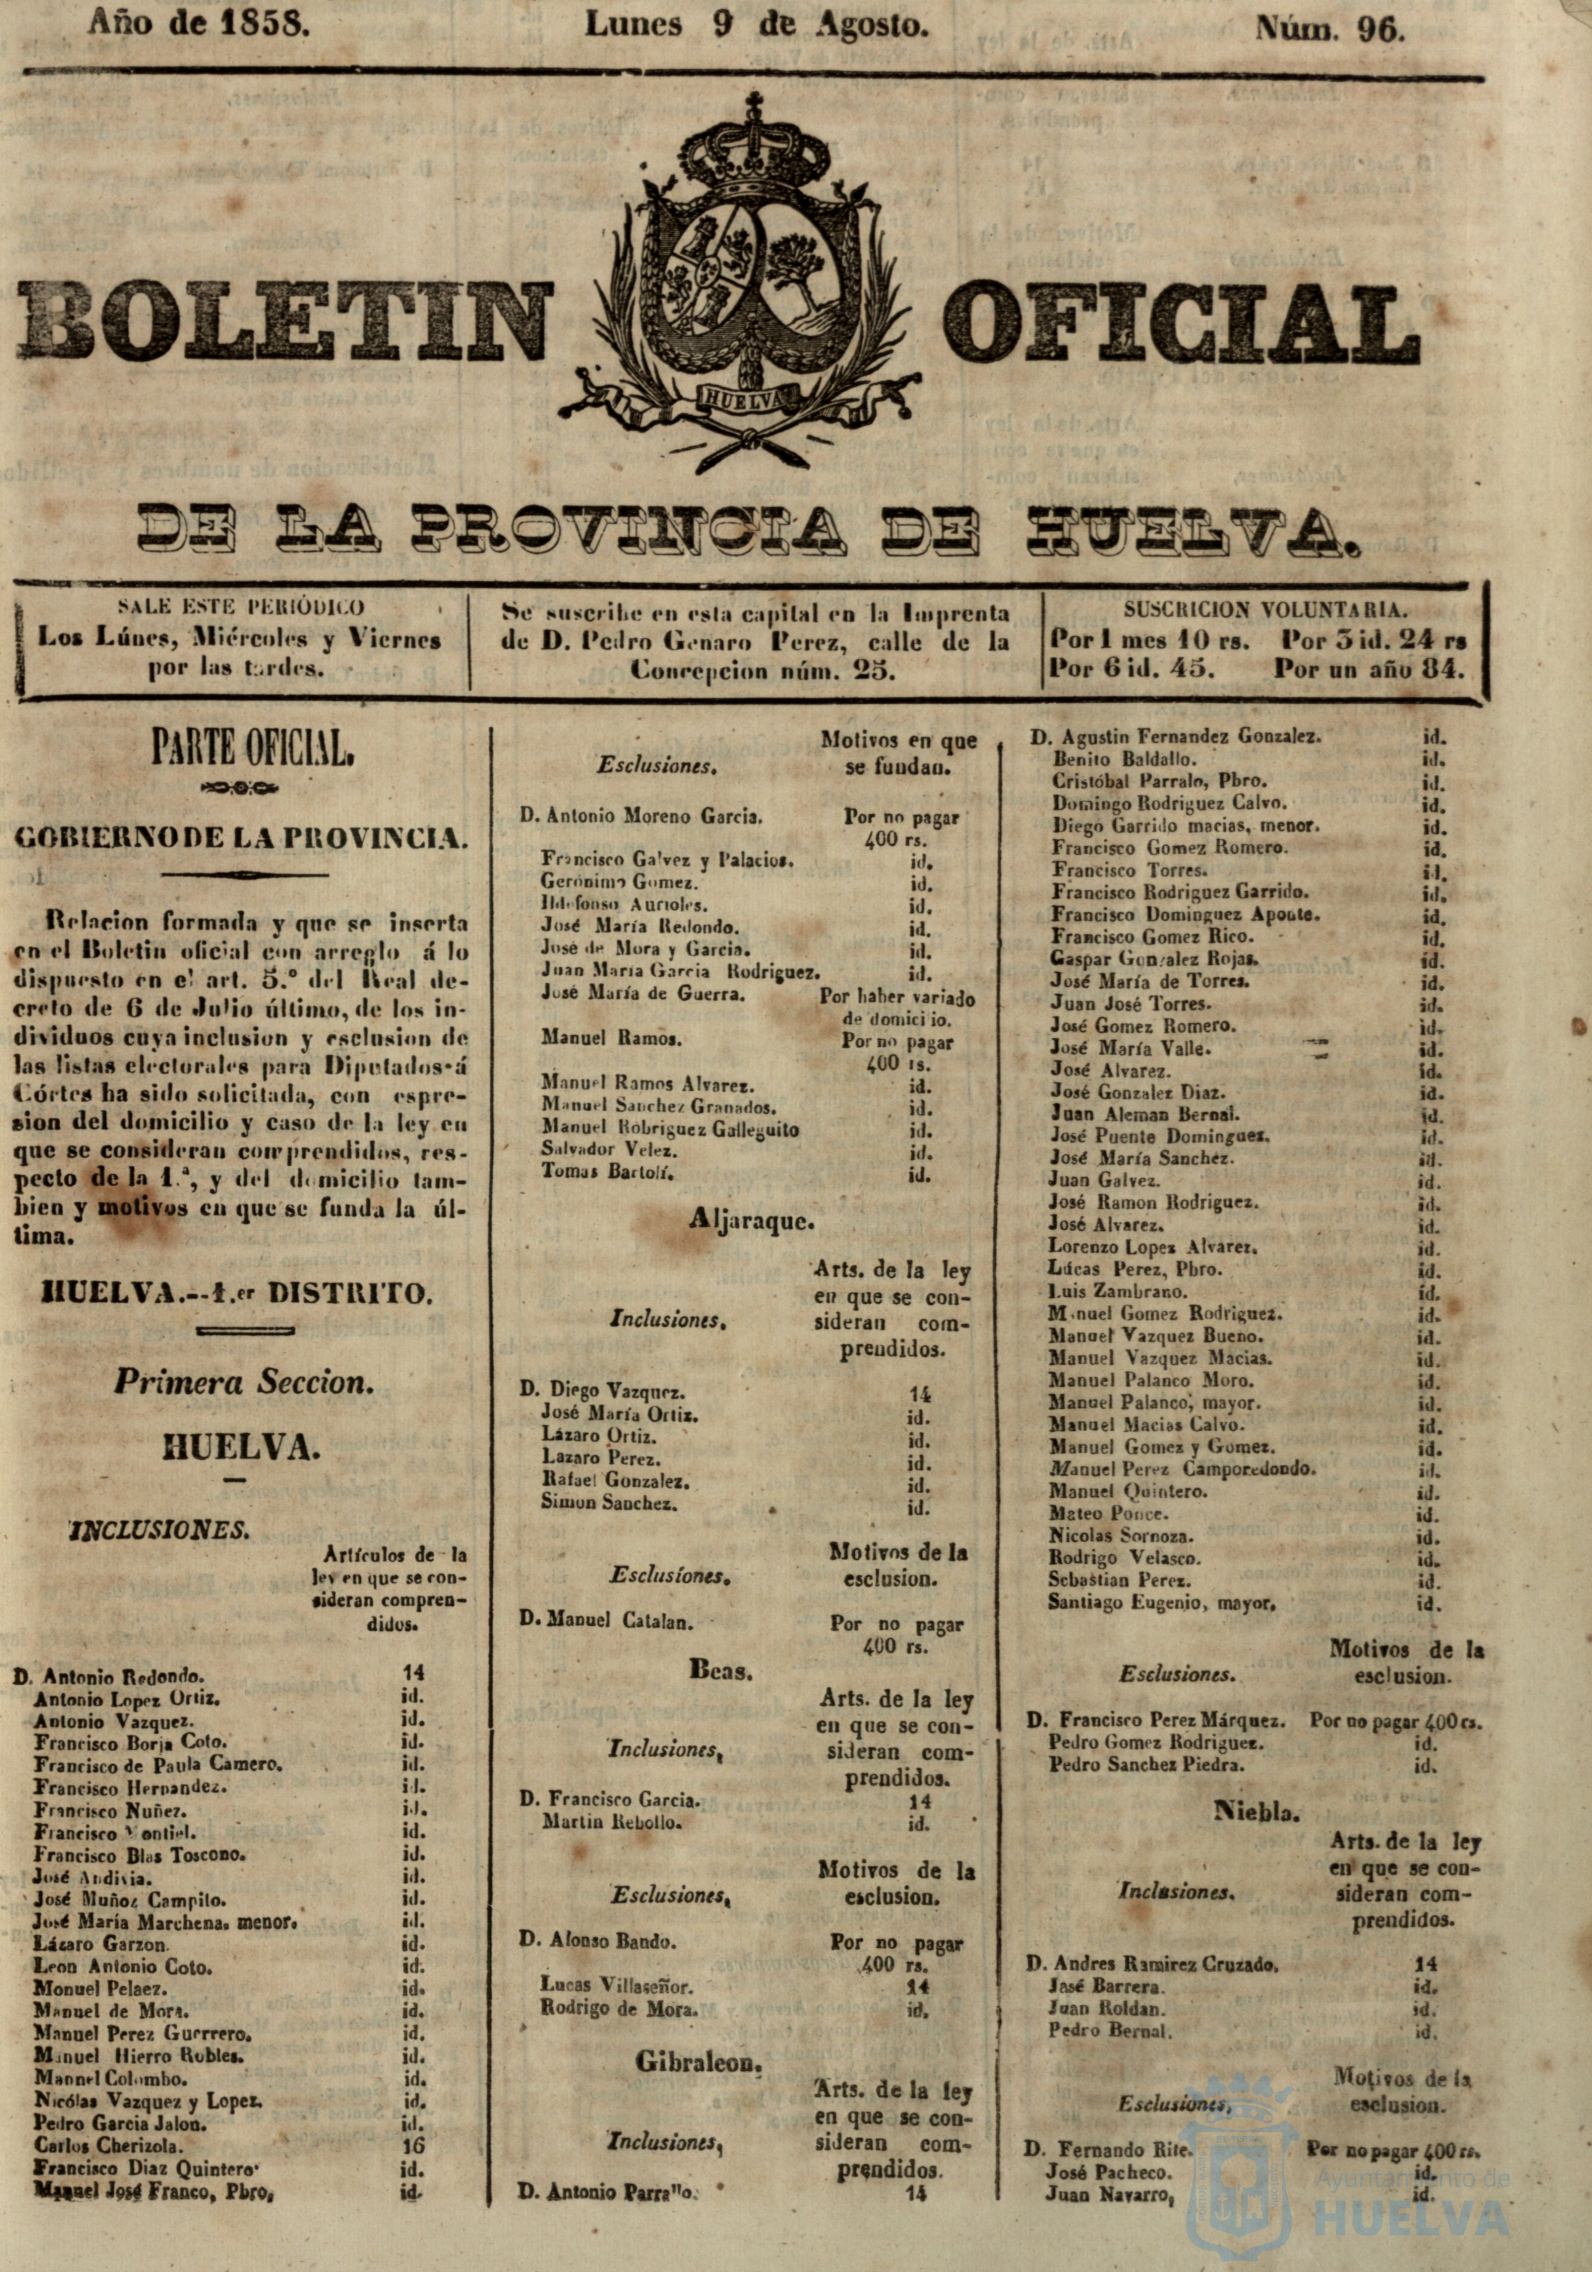 Año de 1858.
Lunes 9 de Agosto.
Núm. 96.
BOLETIN OFICIAL
HUELVA
DE LA PROVINCIA DE HUELVA.
SALE ESTE PERIÓDICO
Los Lúnes, Miércoles y Viernes
por las tardes.
Se suscribe en esta capital en la Imprenta
de D. Pedro Genaro Perez, calle de la
Concepcion núm. 25.
SUSCRICION VOLUNTARIA.
Por 1 mes 10 rs. Por 3 id. 24 rs
Por 6 id. 45. Por un año 84.
PARTE OFICIAL.
GOBIERNO DE LA PROVINCIA.
Relacion formada y que se inserta
en el Boletin oficial con arreglo á lo
dispuesto en el art. 5.º del Real de-
creto de 6 de Julio último, de los in-
dividuos cuya inclusion y esclusion de
las listas electorales para Diputados á
Córtes ha sido solicitada, con espre-
sion del domicilio y caso de la ley en
que se consideran comprendidos, res-
pecto de la 1.ª, y del domicilio tam-
bien y motivos en que se funda la úl-
tima.
HUELVA.--1.er DISTRITO.
Primera Seccion.
HUELVA.
INCLUSIONES.
Artículos de la
ley en que se con-
sideran compren-
didos.
D. Antonio Redondo. 14
Antonio Lopez Ortiz. id.
Antonio Vazquez. id.
Francisco Borja Coto. id.
Francisco de Paula Camero. id.
Francisco Hernandez. id.
Francisco Nuñez. id.
Francisco id.
Francisco Blas Toscono. id.
José Andivia. id.
José Muñoz Campilo. id.
José María Marchena, menor. id.
Lázaro Garzon. id.
Leon Antonio Coto. id.
Monuel Pelaez. id.
Manuel de Mora. id.
Manuel Perez Guerrrero. id.
Manuel Hierro Robles. id.
Manuel Colombo. id.
Nicólas Vazquez y Lopez. id.
Pedro Garcia Jalon. id.
Carlos Cherizola. 16
Francisco Diaz Quintero id.
Manuel José Franco, Pbro, id.
Esclusiones.
Motivos en que
se fundan.
D. Antonio Moreno Garcia. Por no pagar
400 rs.
Francisco Galvez y Palacios. id.
Gerónimo Gomez. id.
Ildefonso Aurioles. id.
José María Redondo. id.
José de Mora y Garcia. id.
Juan María Garcia Rodriguez. id.
José María de Guerra. Por haber variado
de domicilio.
Manuel Ramos. Por no pagar
400 rs.
Manuel Ramos Alvarez. id.
Manuel Sanchez Granados. id.
Manuel Robriguez Galleguito id.
Salvador Velez. id.
Tomas Bartolí. id.
Aljaraque.
Inclusiones.
Arts. de la ley
en que se con-
sideran com-
prendidos.
D. Diego Vazquez. 14
José María Ortiz. id.
Lázaro Ortiz. id.
Lazaro Perez. id.
Rafael Gonzalez. id.
Simon Sanchez. id.
Esclusiones.
Motivos de la
esclusion.
D. Manuel Catalan. Por no pagar
400 rs.
Beas.
Inclusiones,
Arts. de la ley
en que se con-
sideran com-
prendidos.
D. Francisco Garcia. 14
Martin Rebollo. id.
Esclusiones,
Motivos de la
esclusion.
D. Alonso Bando. Por no pagar
400 rs.
Lucas Villaseñor. 14
Rodrigo de Mora. id,
Gibraleon.
Inclusiones,
Arts. de la ley
en que se con-
sideran com-
prendidos.
D. Antonio Parrallo. 14
D. Agustin Fernandez Gonzalez. id.
Benito Baldallo. id.
Cristóbal Parralo, Pbro. id.
Domingo Rodriguez Calvo. id.
Diego Garrido macias, menor. id.
Francisco Gomez Romero. id.
Francisco Torres. id.
Francisco Rodriguez Garrido. id.
Francisco Dominguez Aponte. id.
Francisco Gomez Rico. id.
Gaspar Gonzalez Rojas. id.
José María de Torres. id.
Juan José Torres. id.
José Gomez Romero. id.
José María Valle. id.
José Alvarez. id.
José Gonzalez Diaz. id.
Juan Aleman Bernal. id.
José Puente Dominguez. id.
José María Sanchez. id.
Juan Galvez. id.
José Ramon Rodriguez. id.
José Alvarez. id.
Lorenzo Lopez Alvarez. id.
Lúcas Perez, Pbro. id.
Luis Zambrano. id.
Manuel Gomez Rodriguez. id.
Manuel Vazquez Bueno. id.
Manuel Vazquez Macias. id.
Manuel Palanco Moro. id.
Manuel Palanco, mayor. id.
Manuel Macias Calvo. id.
Manuel Gomez y Gomez. id.
Manuel Perez Camporedondo. id.
Manuel Quintero. id.
Mateo Ponce. id.
Nicolas Sornoza. id.
Rodrigo Velasco. id.
Sebastian Perez. id.
Santiago Eugenio, mayor. id.
Esclusiones.
Motivos de la
esclusion.
D. Francisco Perez Márquez. Por no pagar 400 rs.
Pedro Gomez Rodriguez. id.
Pedro Sanchez Piedra. id.
Niebla.
Inclusiones.
Arts. de la ley
en que se con-
sideran com-
prendidos.
D. Andres Ramirez Cruzado. 14
Jasé Barrera. id.
Juan Roldan. id.
Pedro Bernal. id.
Esclusiones,
Motivos de la
esclusion.
D. Fernando Rite. Por no pagar 400 rs.
José Pacheco. id.
Juan Navarro, id.
Ayuntamiento de
HUELVA